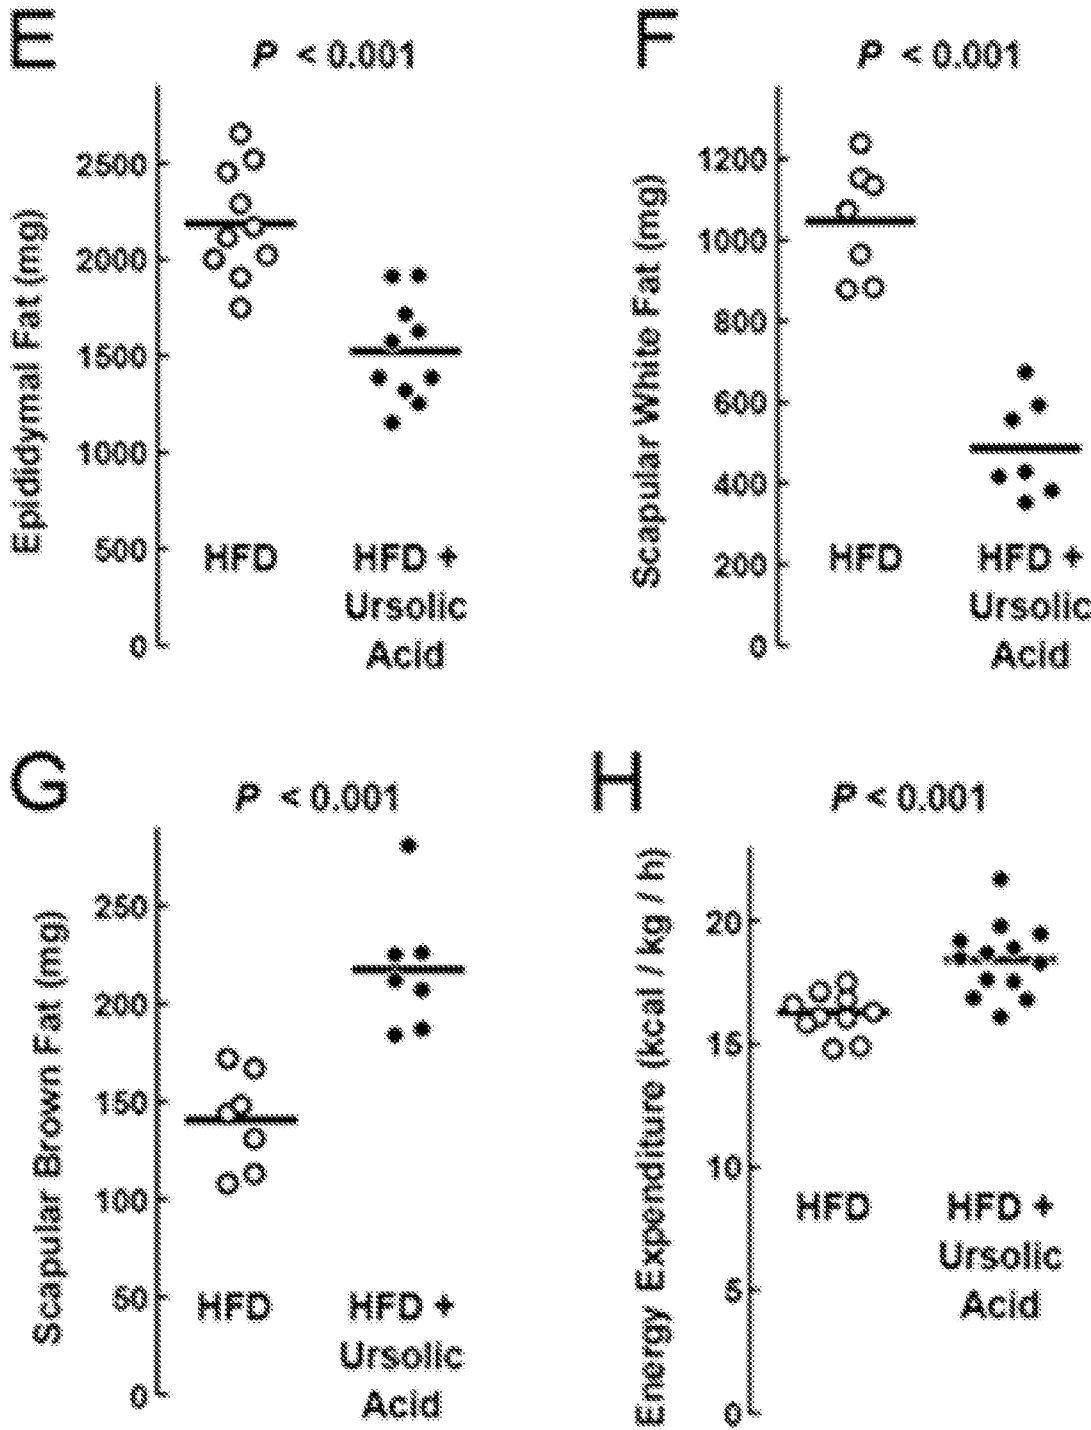 E
P < 0.001
Epididymal Fat (mg)
2500
2000
1500
1000
500
0
HFD
HFD +
Ursolic
Acid
F
P < 0.001
Scapular White Fat (mg)
1200
1000
800
600
400
200
0
HFD
HFD +
Ursolic
Acid
G
P < 0.001
Scapular Brown Fat (mg)
250
200
150
100
50
0
HFD
HFD +
Ursolic
Acid
H
P < 0.001
Energy Expenditure (kcal / kg / h)
20
15
10
5
0
HFD
HFD +
Ursolic
Acid